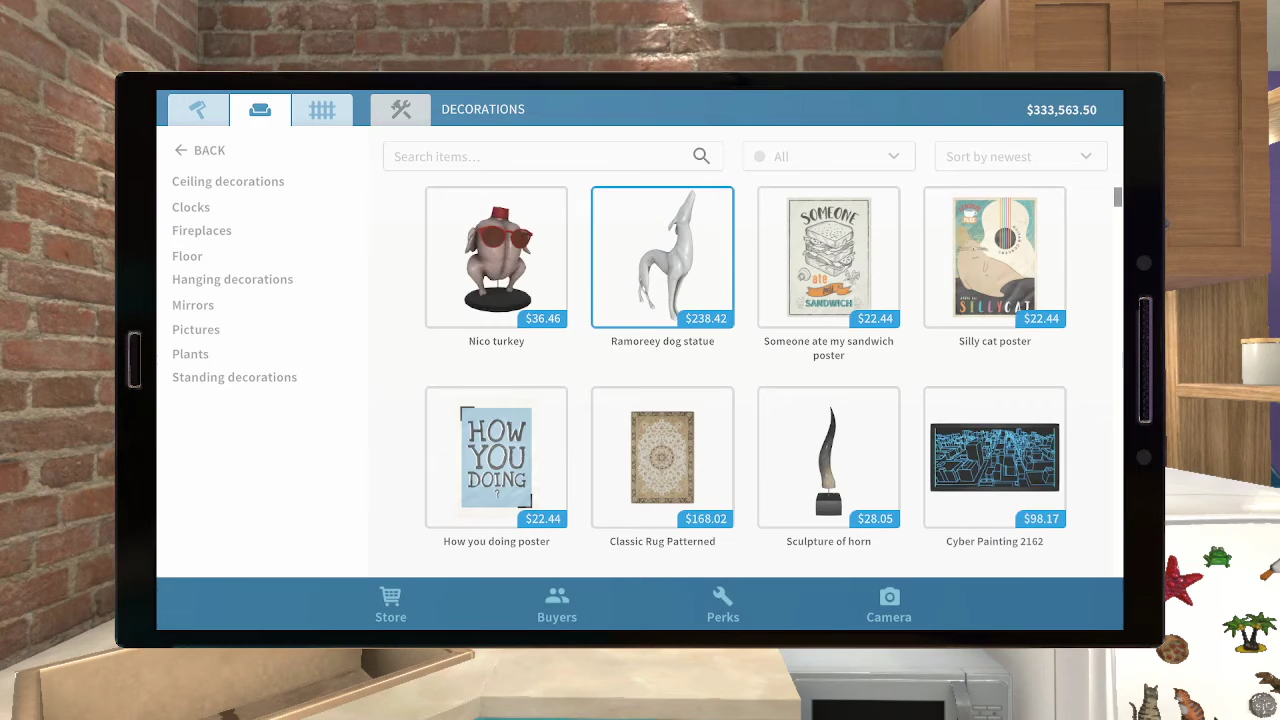 DECORATIONS
$333,563.50
BACK
Ceiling decorations
Clocks
Fireplaces
Floor
Hanging decorations
Mirrors
Pictures
Plants
Standing decorations
Search items...
All
Sort by newest
$36.46
Nico turkey
$238.42
Ramoreey dog statue
SOMEONE
ate
SANDWICH
$22.44
Someone ate my sandwich
poster
SILLY CAT
$22.44
Silly cat poster
HOW
YOU
DOING
?
$22.44
How you doing poster
$168.02
Classic Rug Patterned
$28.05
Sculpture of horn
$98.17
Cyber Painting 2162
Store
Buyers
Perks
Camera